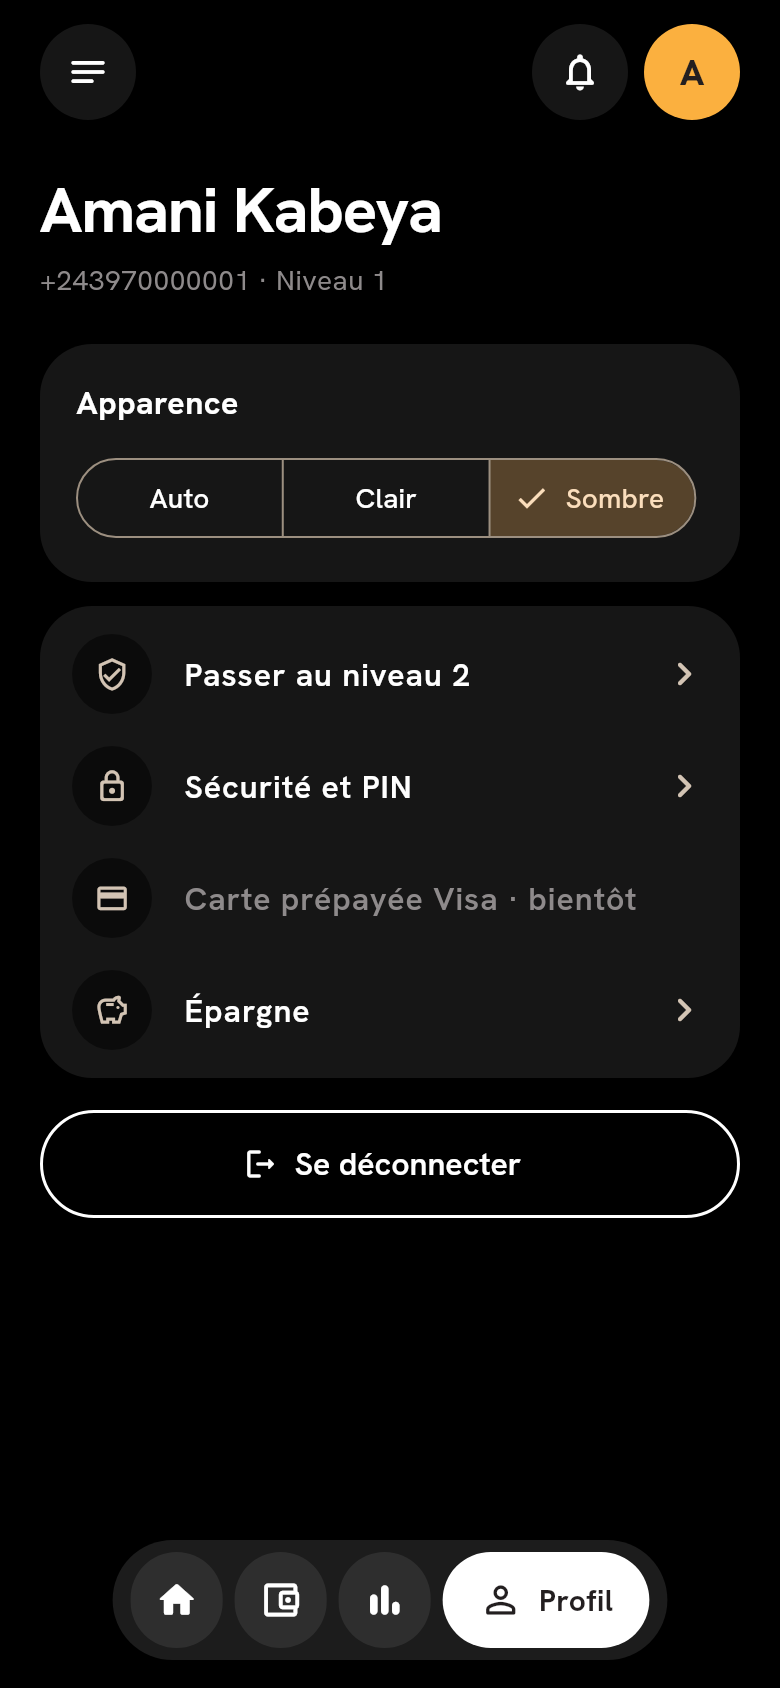 A
Amani Kabeya
+243970000001 · Niveau 1
Apparence
Auto
Clair
Sombre
Passer au niveau 2
Sécurité et PIN
Carte prépayée Visa · bientôt
Épargne
Se déconnecter
Profil